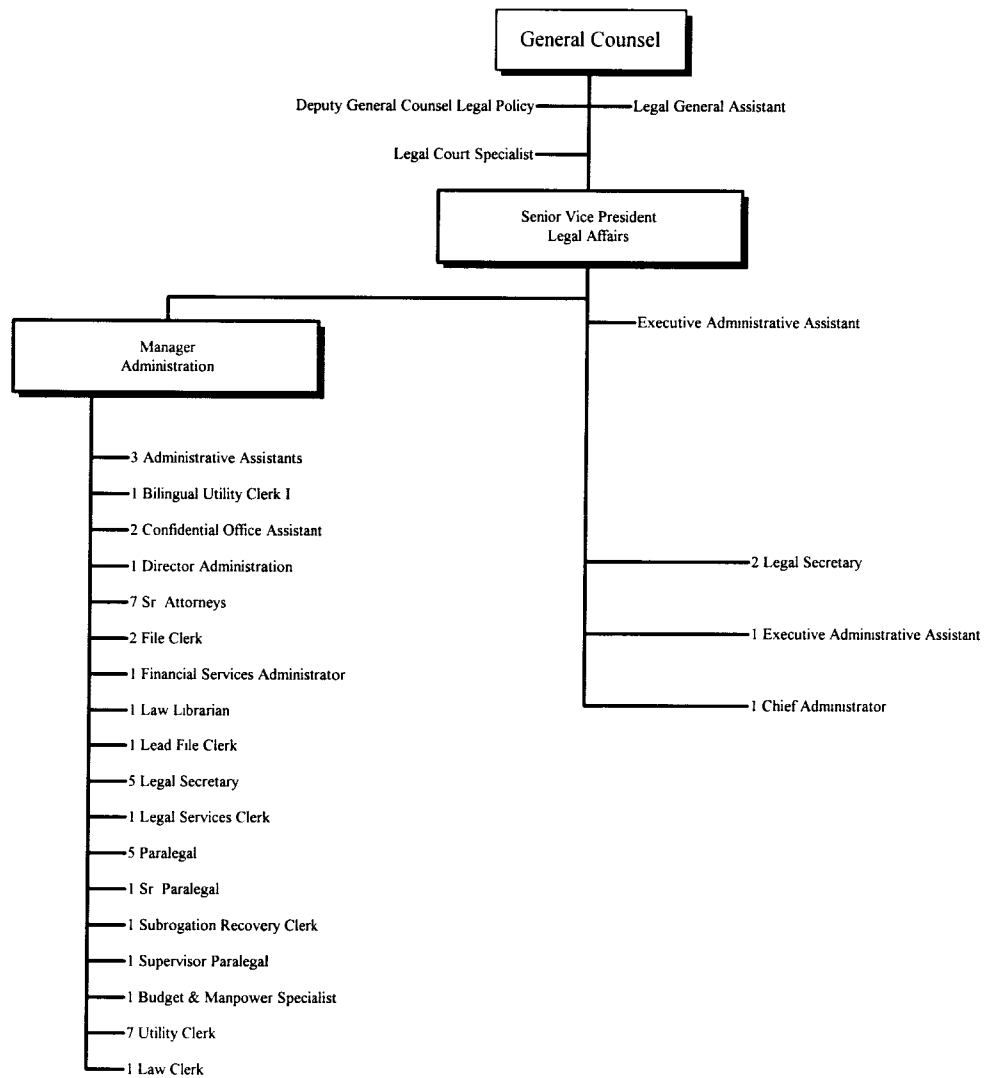 General Counsel
Deputy General Counsel Legal Policy
Legal General Assistant
Legal Court Specialist
Senior Vice President
Legal Affairs
Manager
Administration
Executive Administrative Assistant
3 Administrative Assistants
1 Bilingual Utility Clerk I
2 Confidential Office Assistant
1 Director Administration
7 Sr Attorneys
2 File Clerk
1 Financial Services Administrator
1 Law Librarian
1 Lead File Clerk
5 Legal Secretary
1 Legal Services Clerk
5 Paralegal
1 Sr Paralegal
1 Subrogation Recovery Clerk
1 Supervisor Paralegal
1 Budget & Manpower Specialist
7 Utility Clerk
1 Law Clerk
2 Legal Secretary
1 Executive Administrative Assistant
1 Chief Administrator